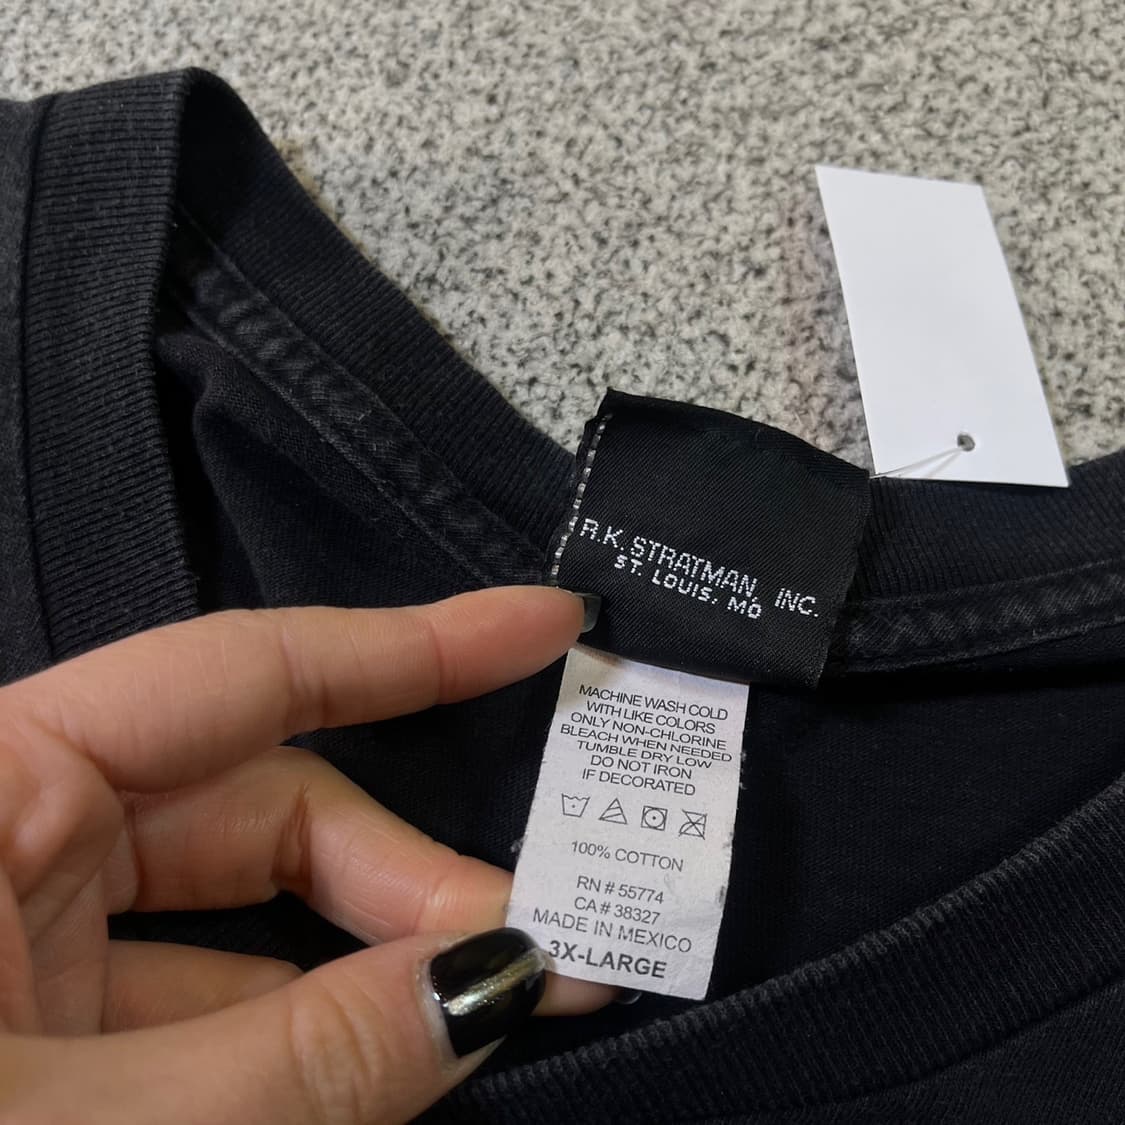 R.K. STRATMAN, INC.
ST. LOUIS, MO
MACHINE WASH COLD
WITH LIKE COLORS
ONLY NON-CHLORINE
BLEACH WHEN NEEDED
TUMBLE DRY LOW
DO NOT IRON
IF DECORATED
100% COTTON
RN # 55774
CA # 38327
MADE IN MEXICO
3X-LARGE